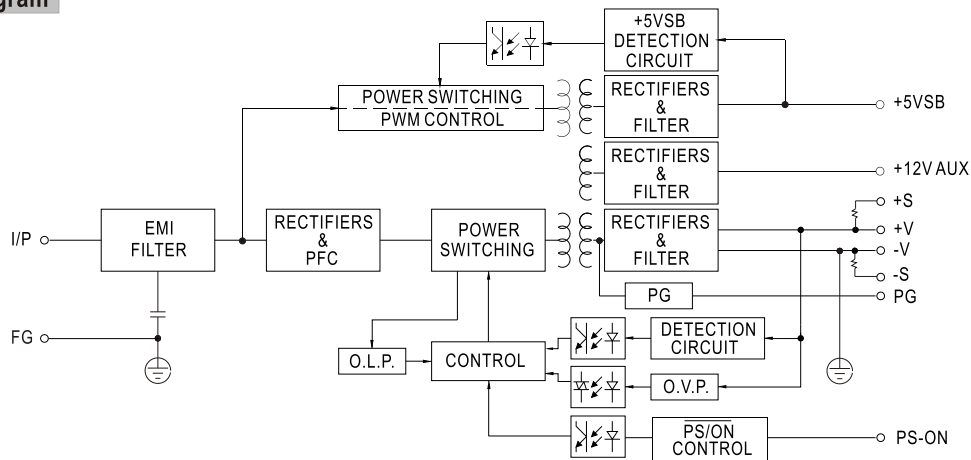 gram
+5VSB
DETECTION
CIRCUIT
POWER SWITCHING
PWM CONTROL
RECTIFIERS
&
FILTER
+5VSB
RECTIFIERS
&
FILTER
+12V AUX
I/P
EMI
FILTER
RECTIFIERS
&
PFC
POWER
SWITCHING
RECTIFIERS
&
FILTER
+S
+V
-V
-S
PG
PG
FG
O.L.P.
CONTROL
DETECTION
CIRCUIT
O.V.P.
PS/ON
CONTROL
PS-ON